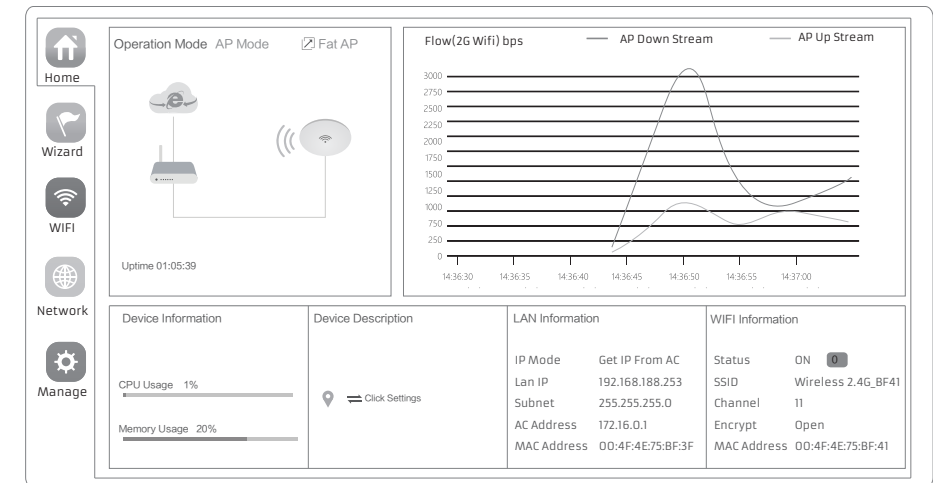 Home
Wizard
WIFI
Network
Manage
Operation Mode AP Mode Fat AP
Uptime 01:05:39
Flow(2G Wifi) bps AP Down Stream AP Up Stream
3000
2750
2500
2250
2000
1750
1500
1250
1000
750
250
0
14:36:30 14:36:35 14:36:40 14:36:45 14:36:50 14:36:55 14:37:00
Device Information
CPU Usage 1%
Memory Usage 20%
Device Description
Click Settings
LAN Information
IP Mode Get IP From AC
Lan IP 192.168.188.253
Subnet 255.255.255.0
AC Address 172.16.0.1
MAC Address 00:4F:4E:75:BF:3F
WIFI Information
Status ON 0
SSID Wireless 2.4G_BF41
Channel 11
Encrypt Open
MAC Address 00:4F:4E:75:BF:41